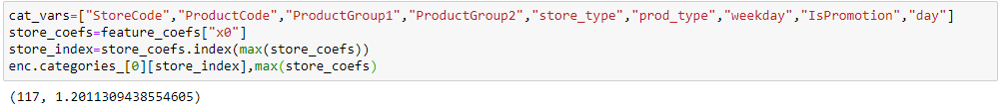 cat_vars=["StoreCode","ProductCode","ProductGroup1","ProductGroup2","store_type","prod_type","weekday","IsPromotion","day"]
store_coefs=feature_coefs["x0"]
store_index=store_coefs.index(max(store_coefs))
enc.categories_[0][store_index],max(store_coefs)
(117, 1.2011309438554605)